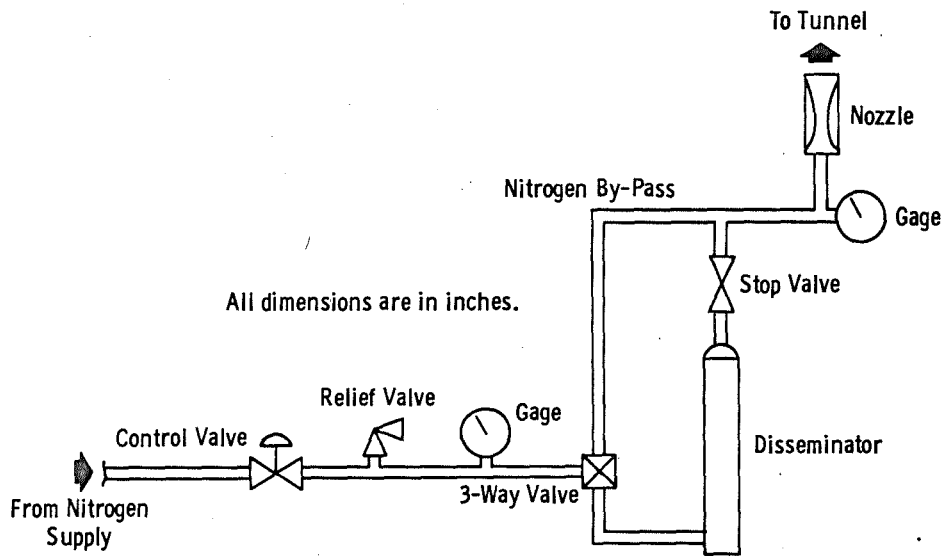 To Tunnel
Nozzle
Nitrogen By-Pass
Gage
Stop Valve
All dimensions are in inches.
Relief Valve
Gage
Control Valve
Disseminator
3-Way Valve
From Nitrogen
Supply